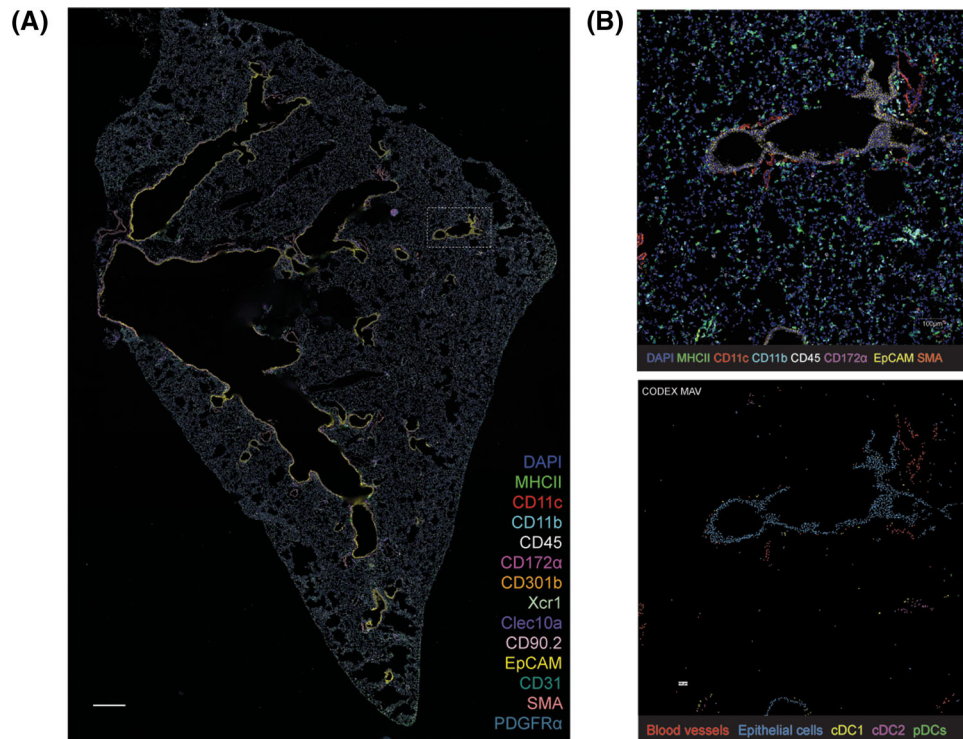 (A)
DAPI
MHCII
CD11c
CD11b
CD45
CD172α
CD301b
Xcr1
Clec10a
CD90.2
EpCAM
CD31
SMA
PDGFRα
(B)
100µm
DAPI MHCII CD11c CD11b CD45 CD172α EpCAM SMA
CODEX MAV
Blood vessels Epithelial cells cDC1 cDC2 pDCs